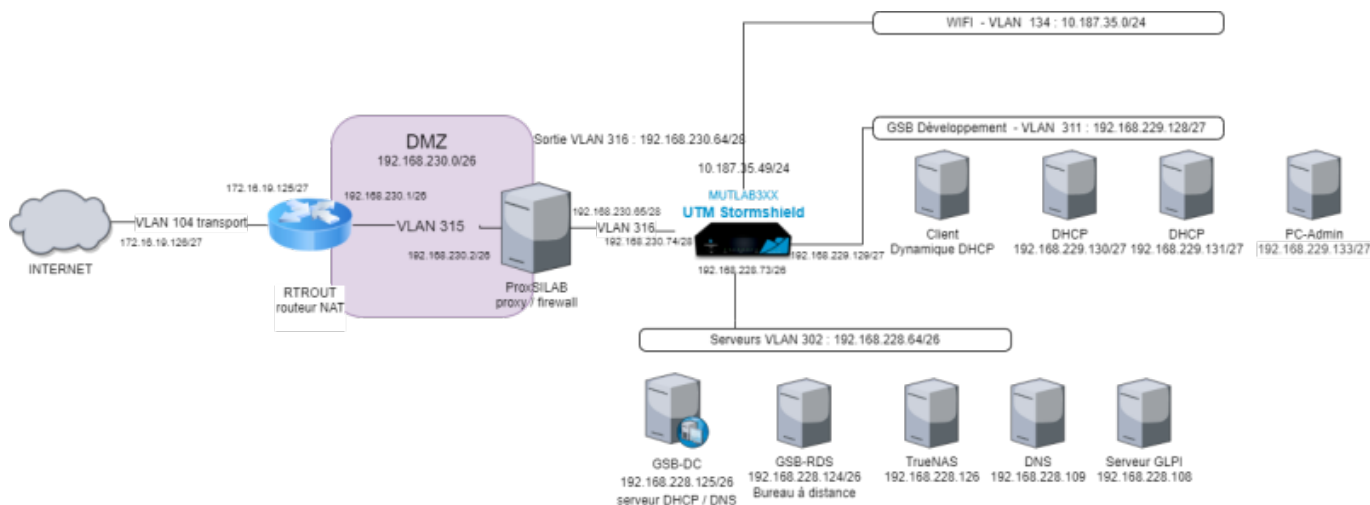 WIFI - VLAN 134 : 10.187.35.0/24
DMZ
192.168.230.0/26
Sortie VLAN 316 : 192.168.230.64/28
GSB Développement - VLAN 311 : 192.168.229.128/27
10.187.35.49/24
172.16.19.125/27
192.168.230.1/26
MUTLAB3XX
UTM Stormshield
192.168.230.65/28
VLAN 104 transport
VLAN 315
VLAN 316
172.16.19.126/27
192.168.230.74/28
192.168.230.2/26
192.168.229.129/27
192.168.228.73/26
INTERNET
Client
Dynamique DHCP
DHCP
192.168.229.130/27
DHCP
192.168.229.131/27
PC-Admin
192.168.229.133/27
RTROUT
routeur NAT
ProxSILAB
proxy / firewall
Serveurs VLAN 302 : 192.168.228.64/26
GSB-DC
192.168.228.125/26
serveur DHCP / DNS
GSB-RDS
192.168.228.124/26
Bureau à distance
TrueNAS
192.168.228.126
DNS
192.168.228.109
Serveur GLPI
192.168.228.108